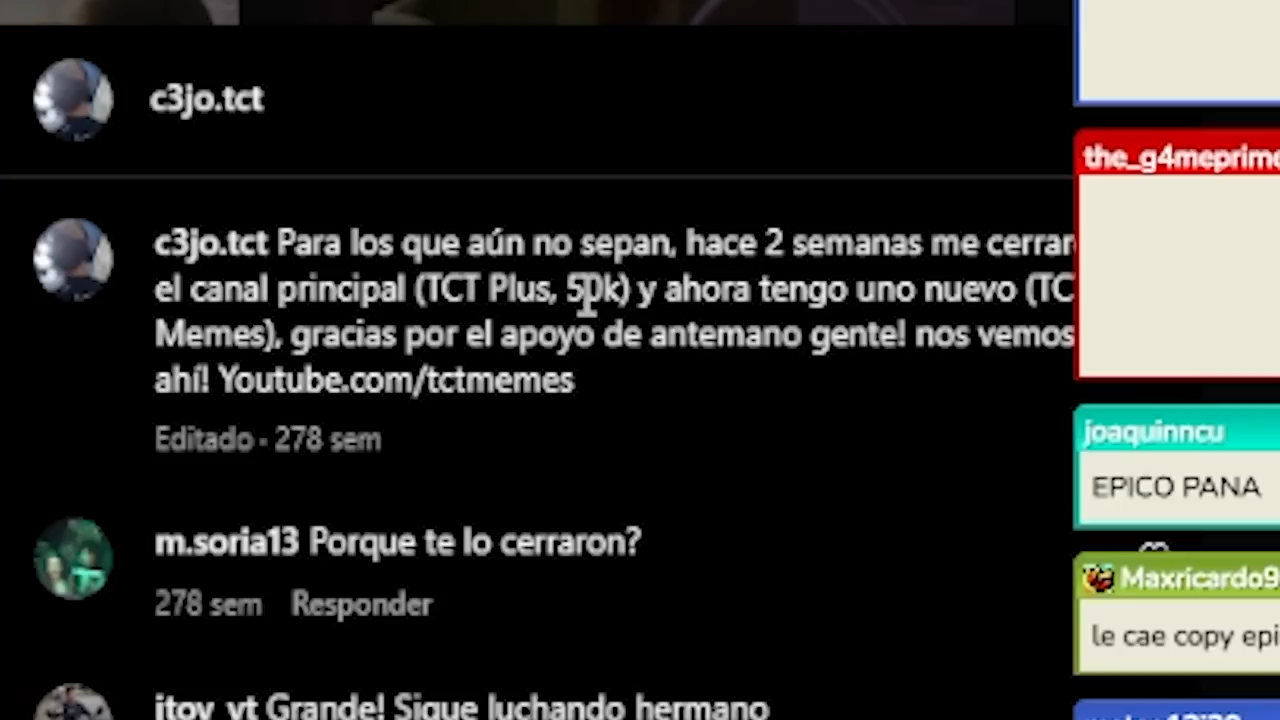 c3jo.tct
c3jo.tct Para los que aún no sepan, hace 2 semanas me cerrar
el canal principal (TCT Plus, 50k) y ahora tengo uno nuevo (TC
Memes), gracias por el apoyo de antemano gente! nos vemos
ahí! Youtube.com/tctmemes
Editado · 278 sem
m.soria13 Porque te lo cerraron?
278 sem Responder
itov_yt Grande! Sigue luchando hermano
the_g4meprime
joaquinncu
EPICO PANA
Maxricardo9
le cae copy epi